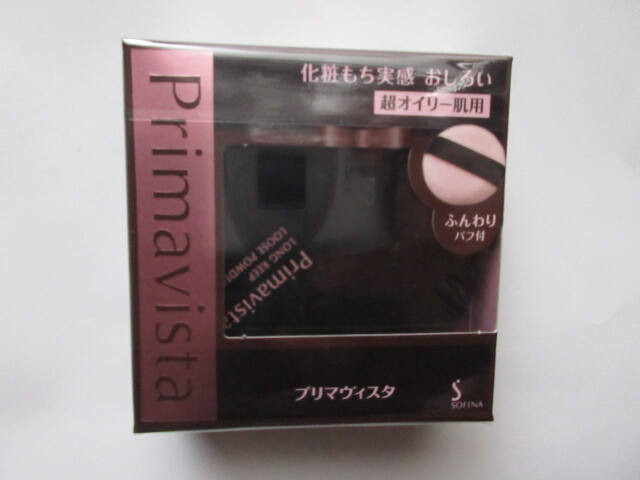 Primavista
化粧もち実感 おしろい
超オイリー肌用
ふんわり
パフ付
Primavista
LONG KEEP
LOOSE POWDE
プリマヴィスタ
S
SOFINA